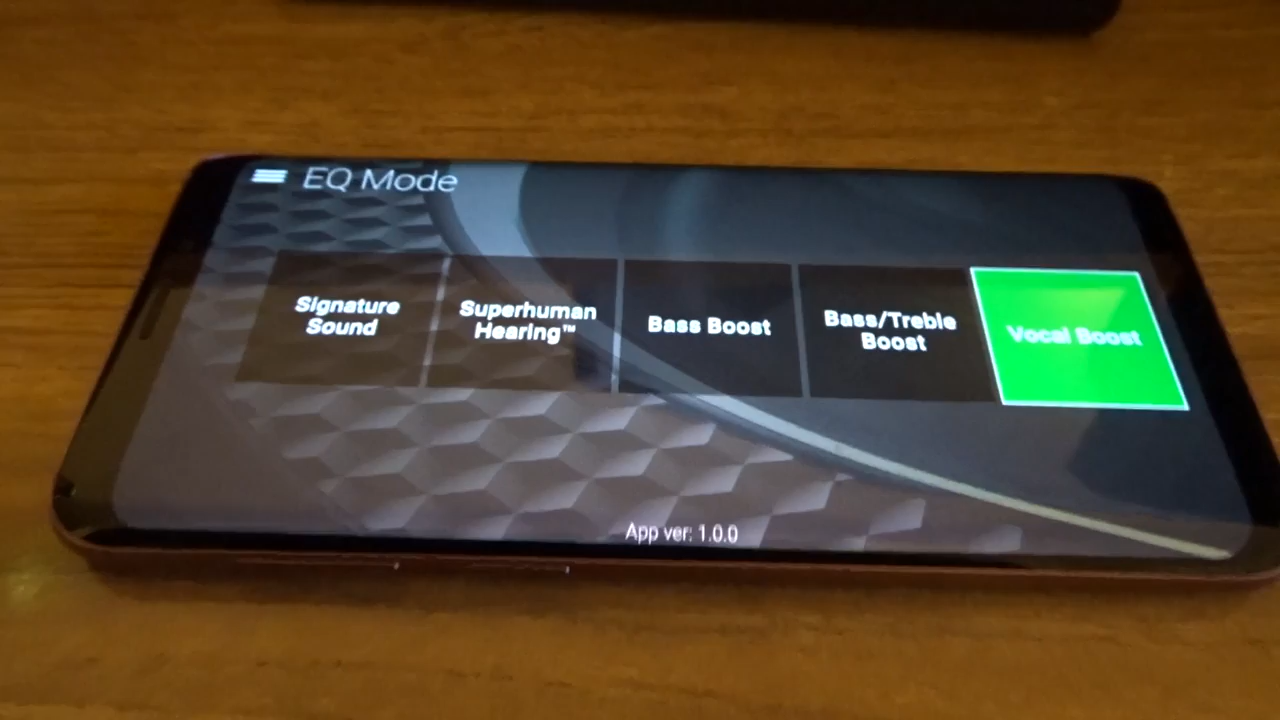 EQ Mode
Signature
Sound
Superhuman
Hearing™
Bass Boost
Bass/Treble
Boost
Vocal Boost
App ver: 1.0.0